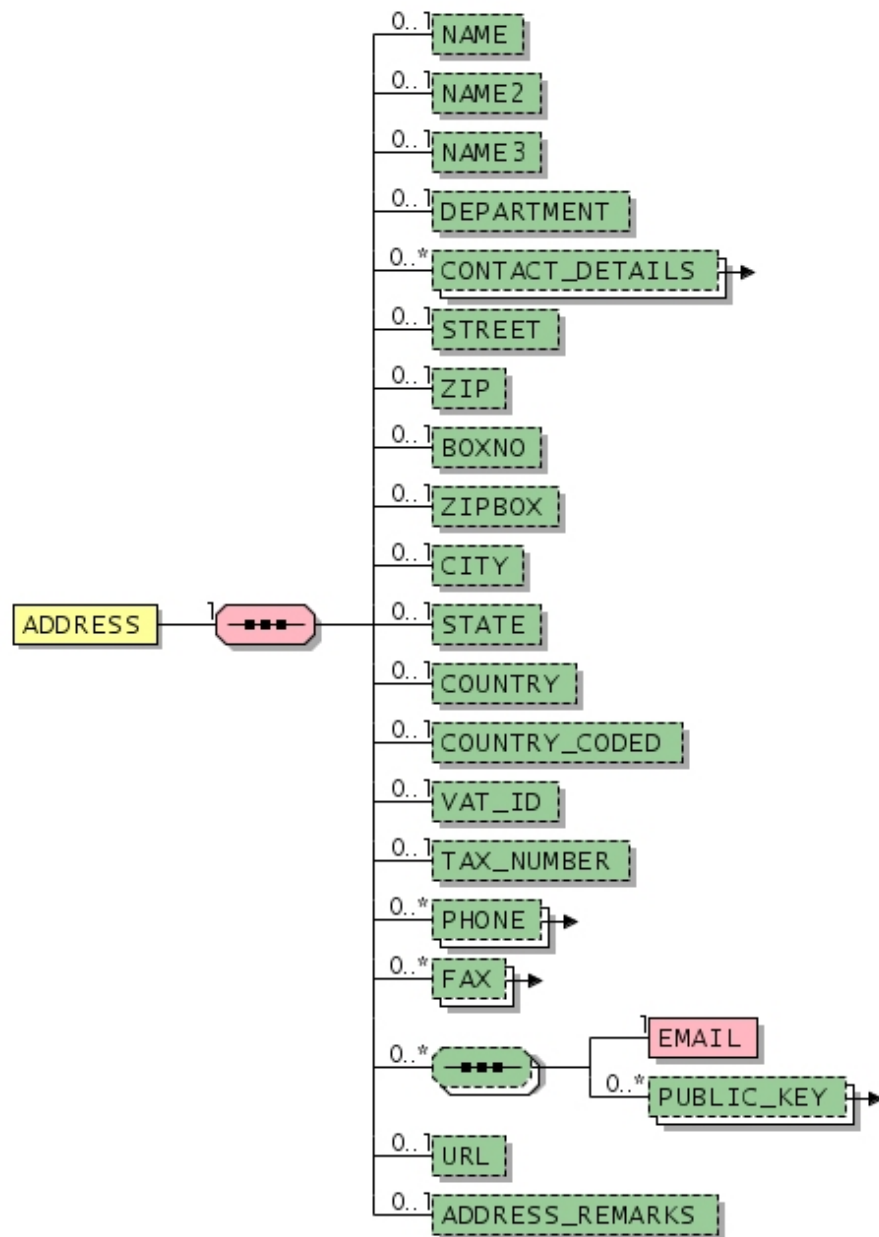 0..1 NAME
0..1 NAME2
0..1 NAME3
0..1 DEPARTMENT
0..* CONTACT_DETAILS
0..1 STREET
0..1 ZIP
0..1 BOXNO
0..1 ZIPBOX
0..1 CITY
ADDRESS 1 0..1 STATE
0..1 COUNTRY
0..1 COUNTRY_CODED
0..1 VAT_ID
0..1 TAX_NUMBER
0..* PHONE
0..* FAX
1 EMAIL
0..*
0..* PUBLIC_KEY
0..1 URL
0..1 ADDRESS_REMARKS